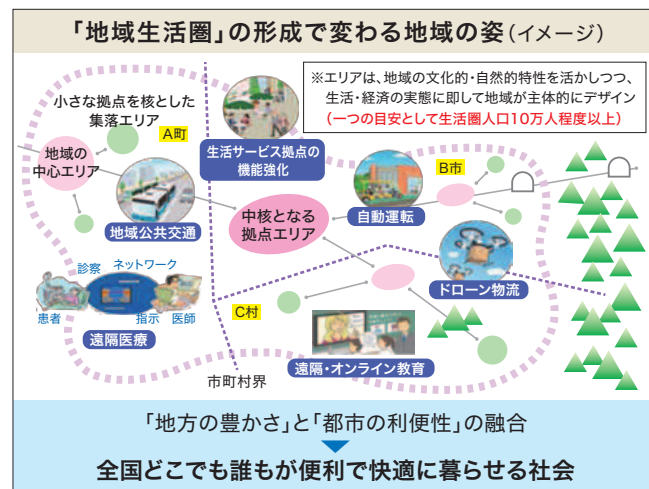 「地域生活圏」の形成で変わる地域の姿(イメージ)
※エリアは、地域の文化的・自然的特性を活かしつつ、
生活・経済の実態に即して地域が主体的にデザイン
(一つの目安として生活圏人口10万人程度以上)
小さな拠点を核とした
集落エリア
A町
地域の
中心エリア
地域公共交通
生活サービス拠点の
機能強化
B市
自動運転
中核となる
拠点エリア
ドローン物流
診察
ネットワーク
患者
指示
医師
遠隔医療
C村
遠隔・オンライン教育
市町村界
「地方の豊かさ」と「都市の利便性」の融合
全国どこでも誰もが便利で快適に暮らせる社会